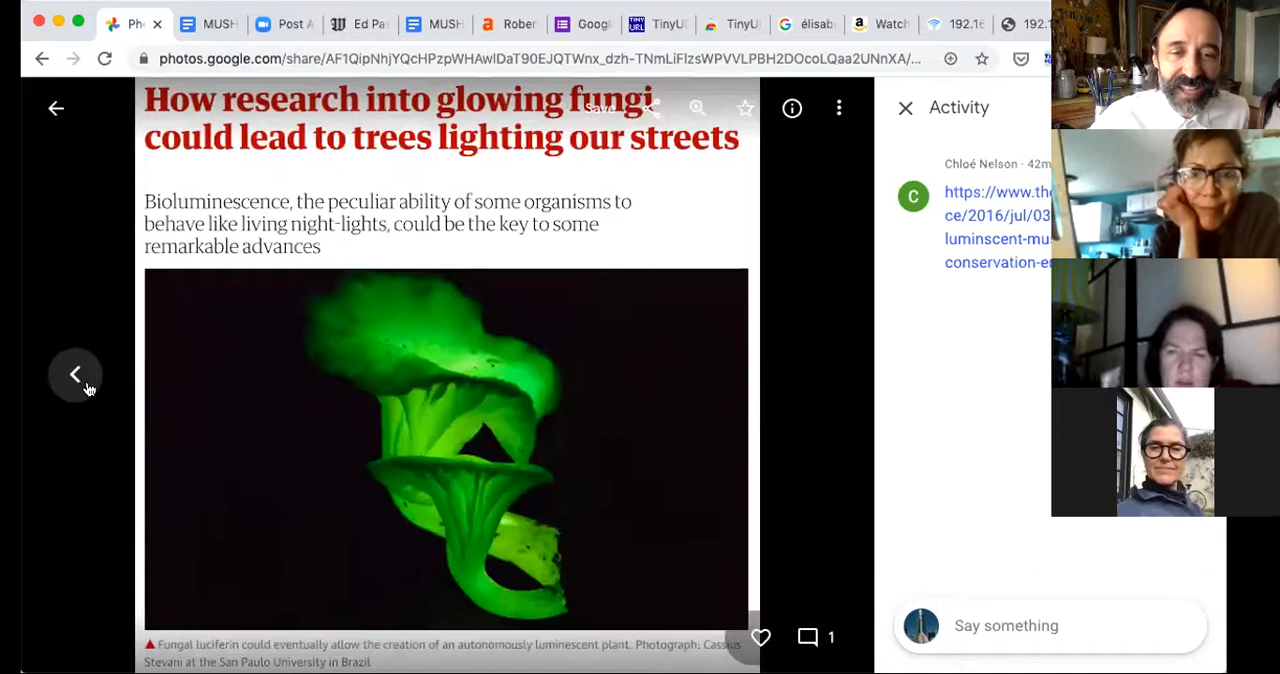 Ph
MUSH
Post A
Ed Pa
MUSH
Rober
Googl
TinyU
TinyU
élisab
Watch
192.16
192.1
photos.google.com/share/AF1QipNhjYQcHPzpWHAwlDaT90EJQTWnx_dzh-TNmLiFlzsWPVVLPBH2DOcoLQaa2UNnXA/...
How research into glowing fungi
could lead to trees lighting our streets
Save
Bioluminescence, the peculiar ability of some organisms to
behave like living night-lights, could be the key to some
remarkable advances
Fungal luciferin could eventually allow the creation of an autonomously luminescent plant. Photograph: Cassius
Stevani at the San Paulo University in Brazil
1
Activity
Chloé Nelson · 42m
C
https://www.the
ce/2016/jul/03
luminscent-mu
conservation-e
Say something